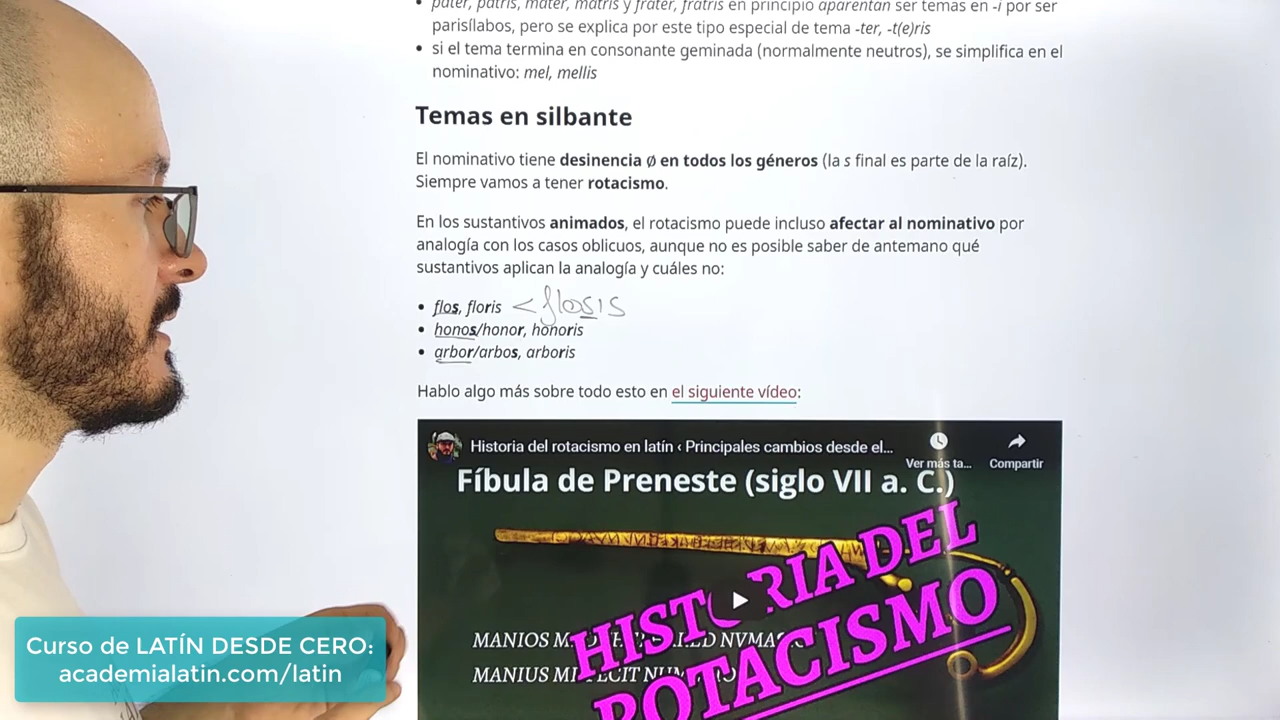 • pater, patris, mater, matris y frater, fratris en principio aparentan ser temas en -i por ser
parisílabos, pero se explica por este tipo especial de tema -ter, -t(e)ris
• si el tema termina en consonante geminada (normalmente neutros), se simplifica en el
nominativo: mel, mellis
Temas en silbante
El nominativo tiene desinencia ø en todos los géneros (la s final es parte de la raíz).
Siempre vamos a tener rotacismo.
En los sustantivos animados, el rotacismo puede incluso afectar al nominativo por
analogía con los casos oblicuos, aunque no es posible saber de antemano qué
sustantivos aplican la analogía y cuáles no:
• flos, floris < flosis
• honos/honor, honoris
• arbor/arbos, arboris
Hablo algo más sobre todo esto en el siguiente vídeo:
Historia del rotacismo en latín ‹ Principales cambios desde el...
Ver más ta...
Compartir
Fíbula de Preneste (siglo VII a. C.)
HISTORIA DEL
ROTACISMO
MANIOS
MANIUS
Curso de LATÍN DESDE CERO:
academialatin.com/latin